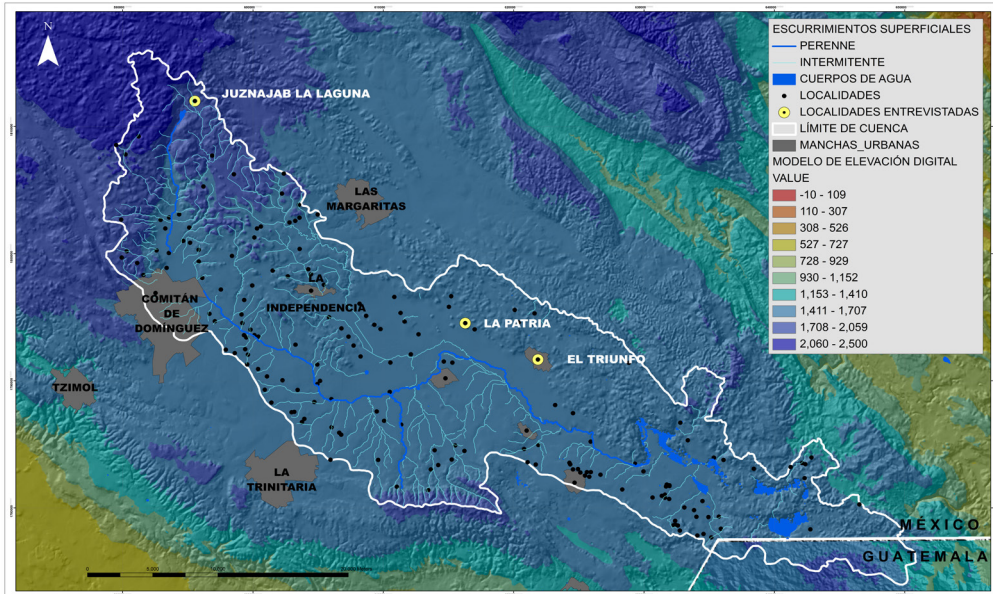 N
JUZNAJAB LA LAGUNA
LAS
MARGARITAS
LA
INDEPENDENCIA
COMITÁN
DE
DOMÍNGUEZ
LA PATRIA
EL TRIUNFO
TZIMOL
LA
TRINITARIA
MÉXICO
GUATEMALA
ESCURRIMIENTOS SUPERFICIALES
PERENNE
INTERMITENTE
CUERPOS DE AGUA
LOCALIDADES
LOCALIDADES ENTREVISTADAS
LÍMITE DE CUENCA
MANCHAS_URBANAS
MODELO DE ELEVACIÓN DIGITAL
VALUE
-10 - 109
110 - 307
308 - 526
527 - 727
728 - 929
930 - 1,152
1,153 - 1,410
1,411 - 1,707
1,708 - 2,059
2,060 - 2,500